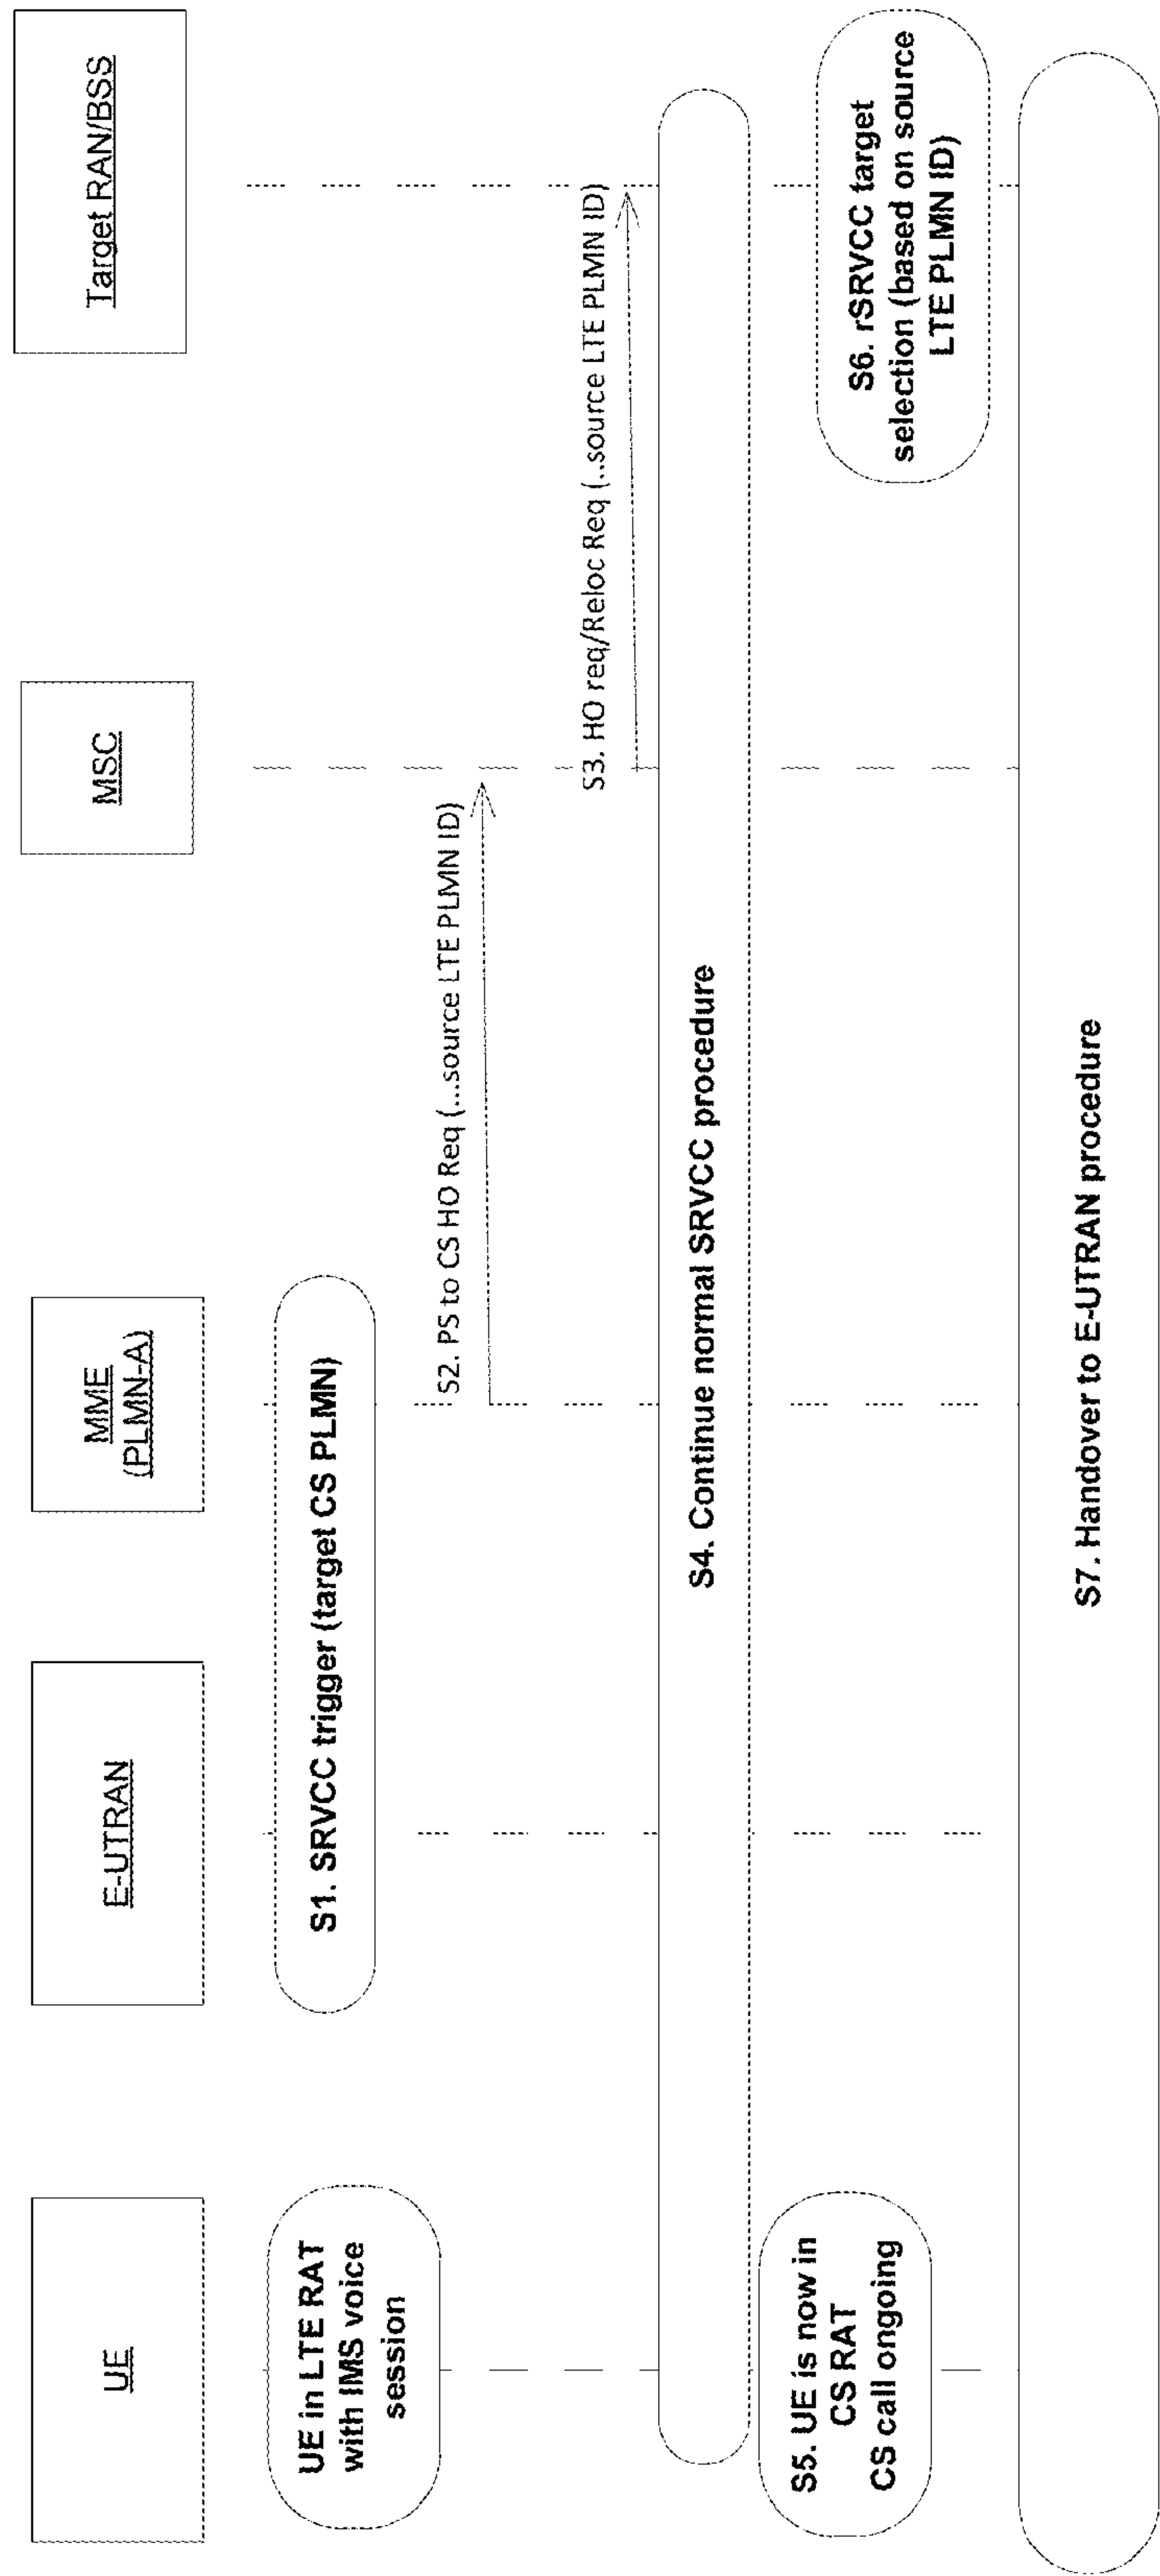 UE
E-UTRAN
MME
(PLMN-A)
MSC
Target RAN/BSS
UE in LTE RAT
with IMS voice
session
S1. SRVCC trigger (target CS PLMN)
S2. PS to CS HO Req (...source LTE PLMN ID)
S3. HO req/Reloc Req (...source LTE PLMN ID)
S4. Continue normal SRVCC procedure
S5. UE is now in
CS RAT
CS call ongoing
S6. rSRVCC target
selection (based on source
LTE PLMN ID)
S7. Handover to E-UTRAN procedure